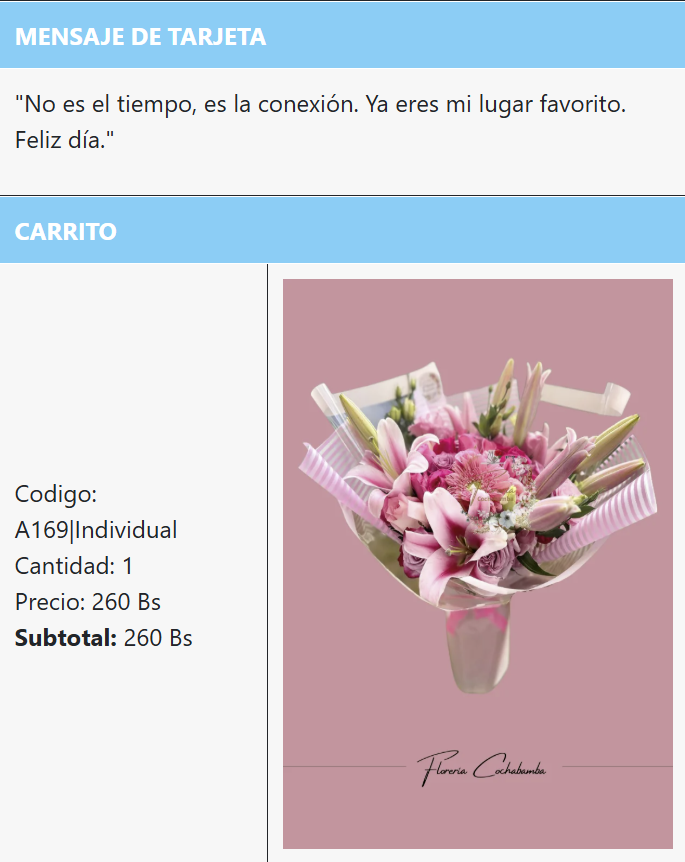 MENSAJE DE TARJETA
"No es el tiempo, es la conexión. Ya eres mi lugar favorito.
Feliz día."
CARRITO
Codigo:
A169|Individual
Cantidad: 1
Precio: 260 Bs
Subtotal: 260 Bs
Florería Cochabamba